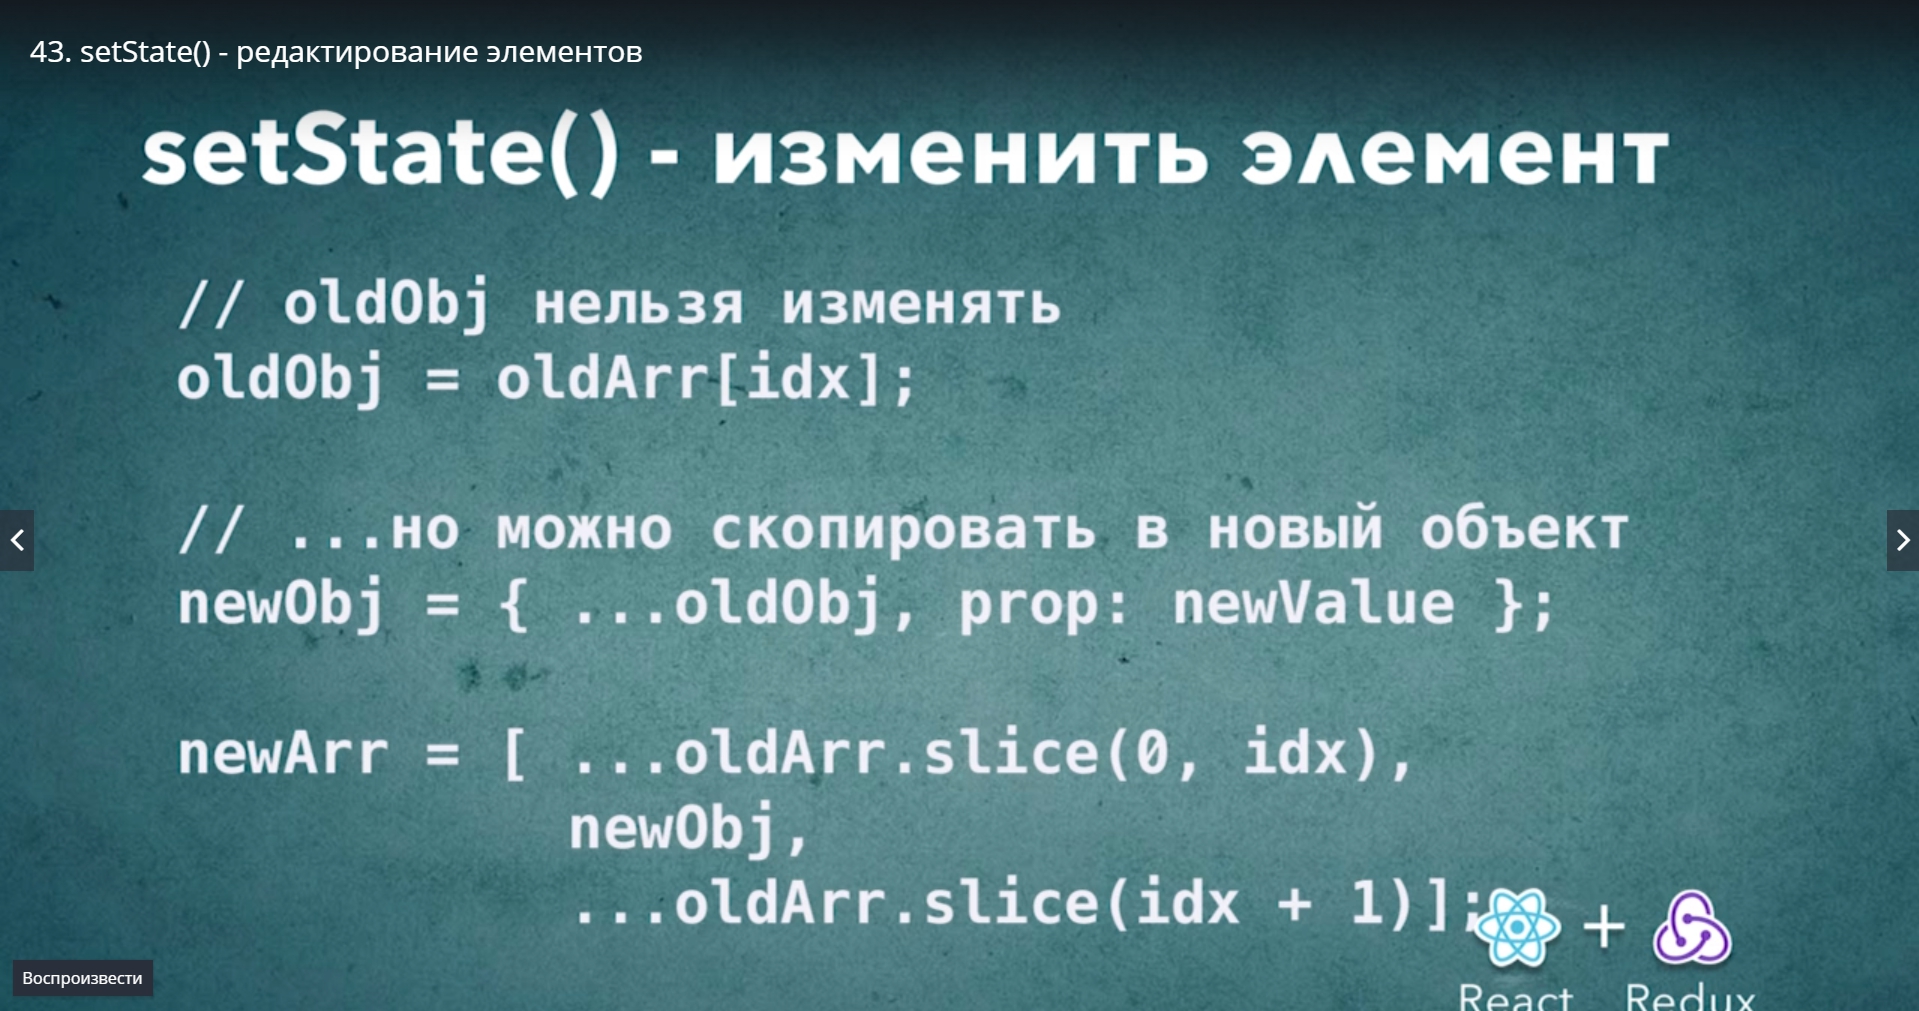 43. setState() - редактирование элементов
setState() - изменить элемент
// oldObj нельзя изменять
oldObj = oldArr[idx];
// ...но можно скопировать в новый объект
newObj = { ...oldObj, prop: newValue };
newArr = [ ...oldArr.slice(0, idx),
newObj,
...oldArr.slice(idx + 1)];
+
React Redux
Воспроизвести